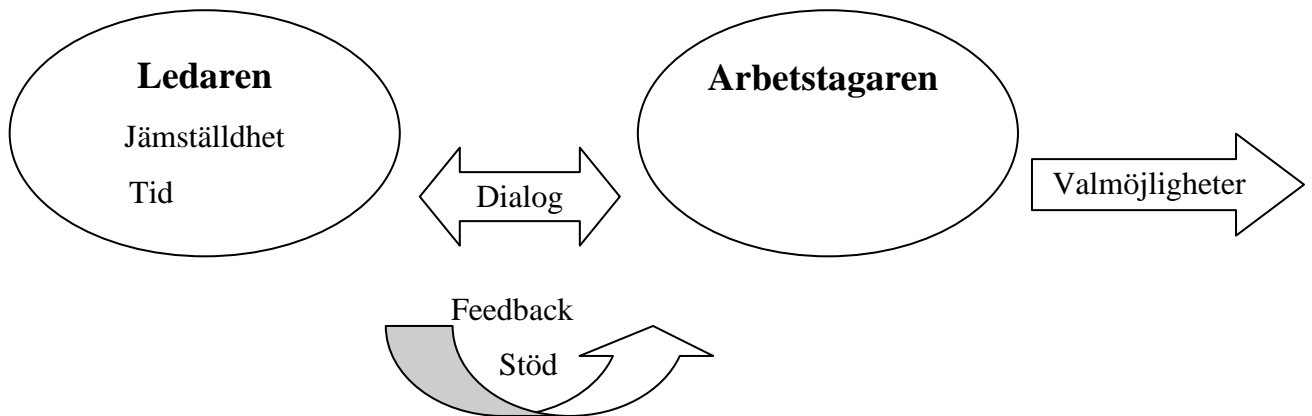 Ledaren
Jämställdhet
Tid
Dialog
Arbetstagaren
Valmöjligheter
Feedback
Stöd